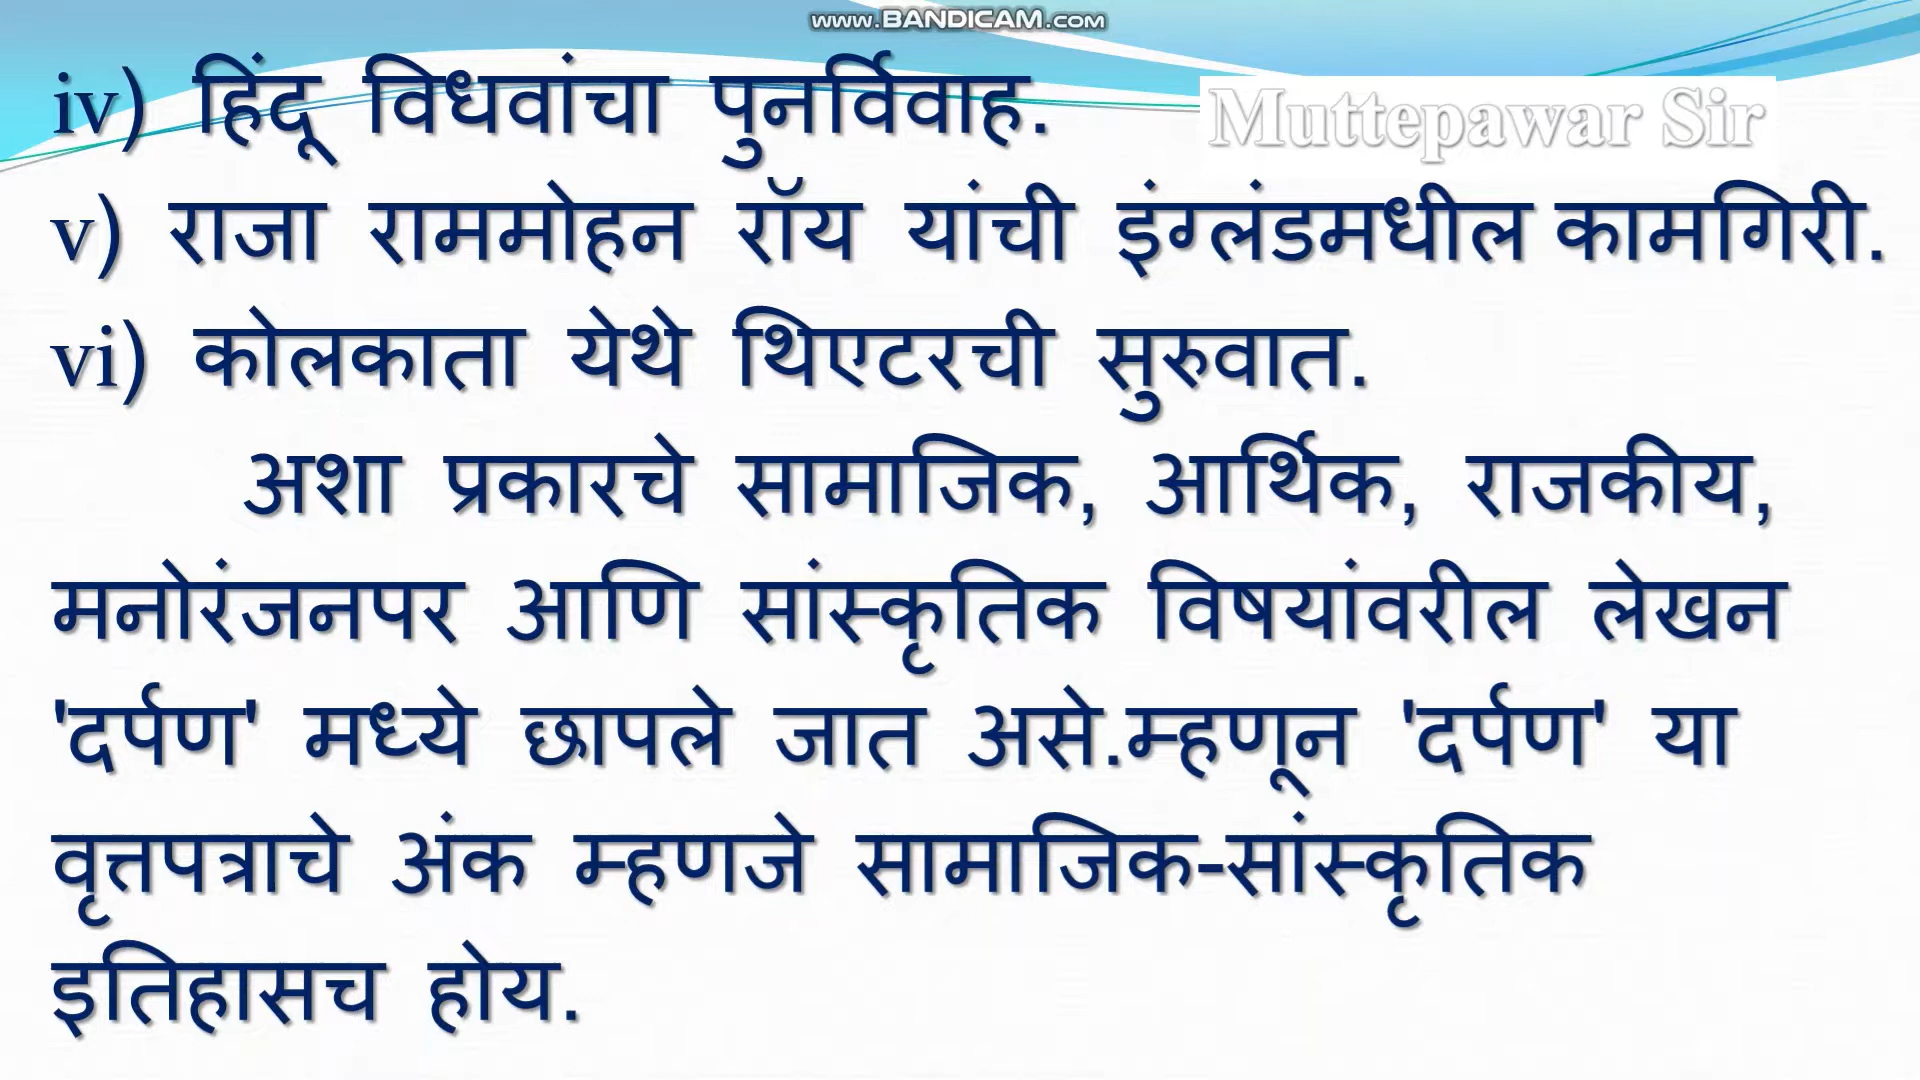 www.BANDICAM.com
iv) हिंदू विधवांचा पुनर्विवाह.
Muttepawar Sir
v) राजा राममोहन रॉय यांची इंग्लंडमधील कामगिरी.
vi) कोलकाता येथे थिएटरची सुरुवात.
अशा प्रकारचे सामाजिक, आर्थिक, राजकीय,
मनोरंजनपर आणि सांस्कृतिक विषयांवरील लेखन
'दर्पण' मध्ये छापले जात असे.म्हणून 'दर्पण' या
वृत्तपत्राचे अंक म्हणजे सामाजिक-सांस्कृतिक
इतिहासच होय.